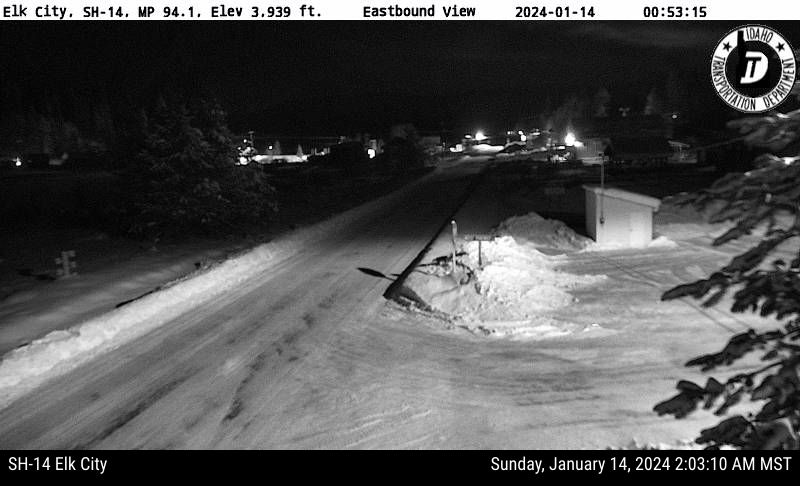 Elk City, SH-14, MP 94.1, Elev 3,939 ft. Eastbound View 2024-01-14 00:53:15
IDAHO
TRANSPORTATION DEPARTMENT
SH-14 Elk City Sunday, January 14, 2024 2:03:10 AM MST